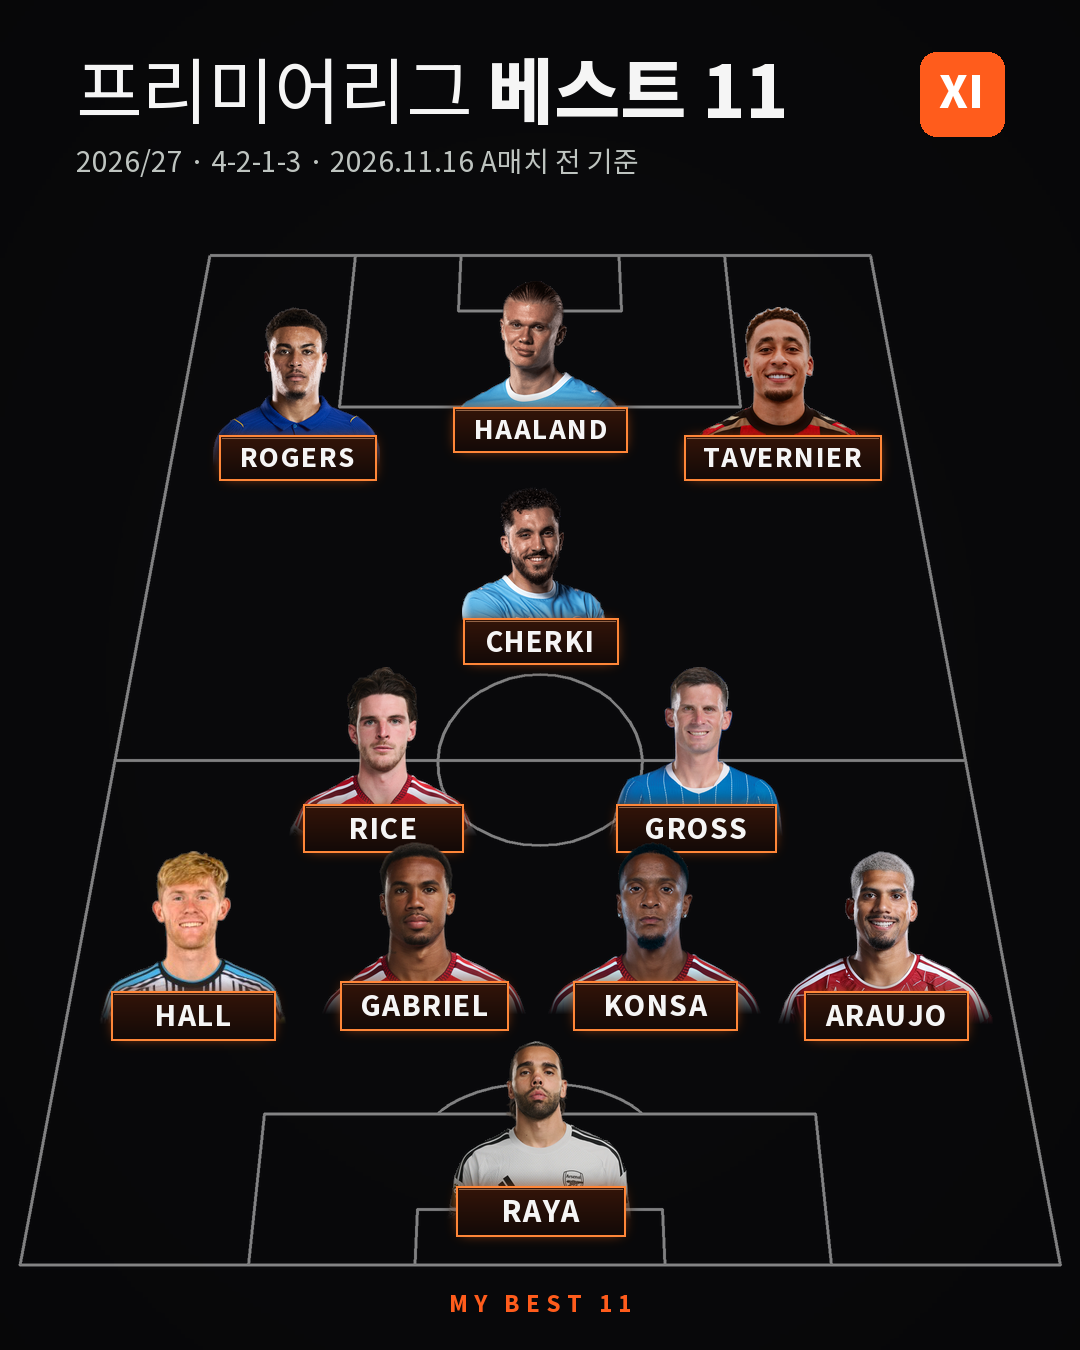 프리미어리그 베스트 11
XI
2026/27 · 4-2-1-3 · 2026.11.16 A매치 전 기준
ROGERS
HAALAND
TAVERNIER
CHERKI
RICE
GROSS
HALL
GABRIEL
KONSA
ARAUJO
RAYA
MY BEST 11